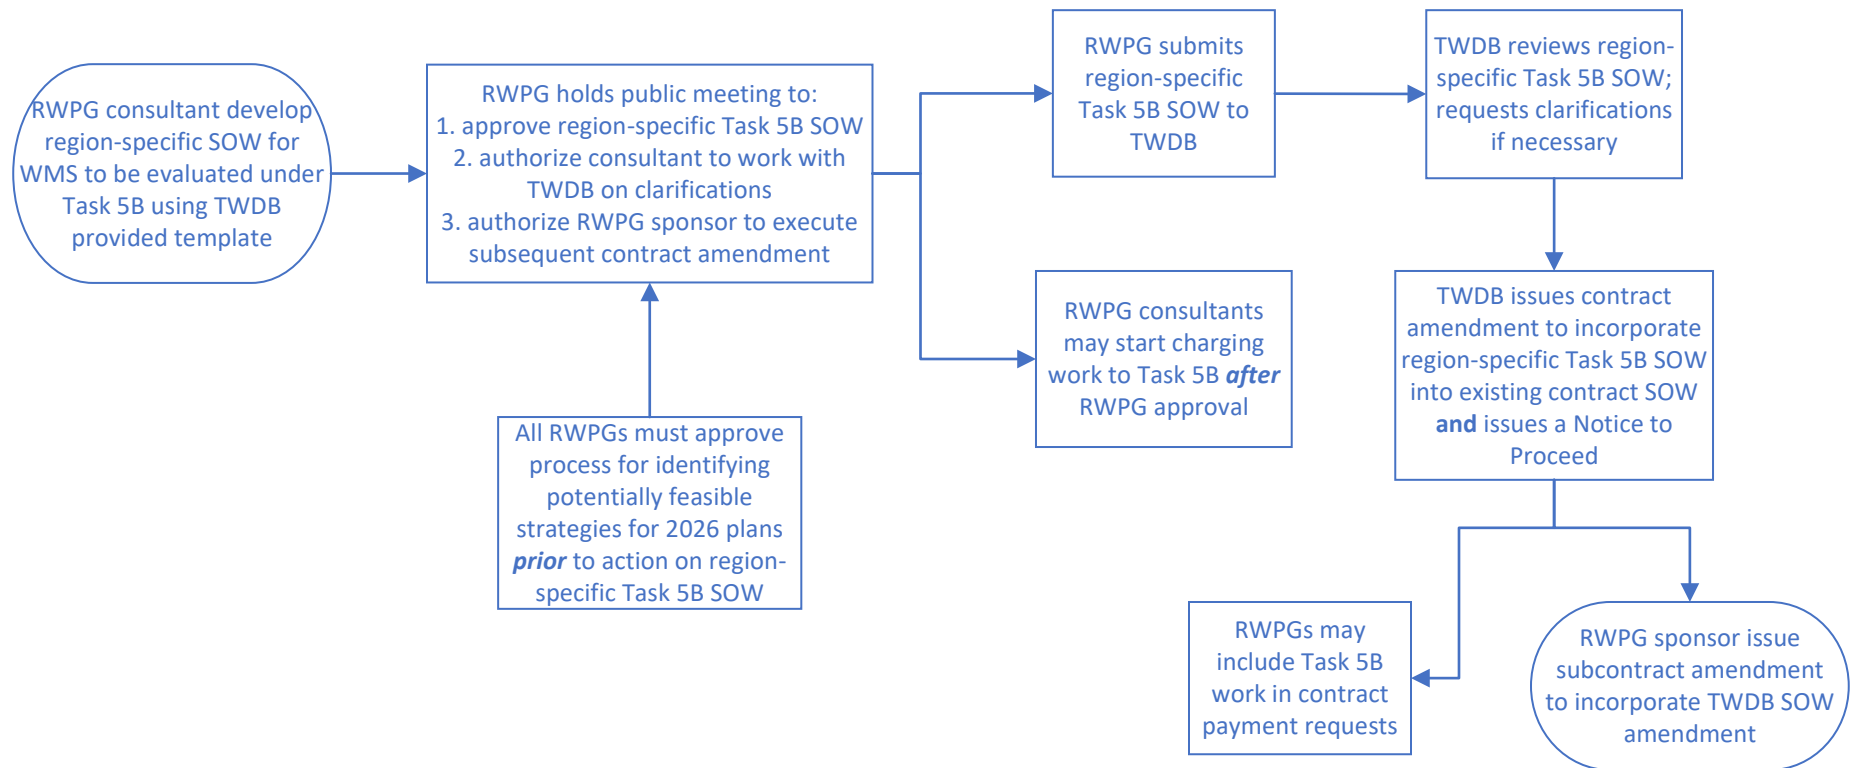 RWPG consultant develop
region-specific SOW for
WMS to be evaluated under
Task 5B using TWDB
provided template
RWPG holds public meeting to:
1. approve region-specific Task 5B SOW
2. authorize consultant to work with
TWDB on clarifications
3. authorize RWPG sponsor to execute
subsequent contract amendment
All RWPGs must approve
process for identifying
potentially feasible
strategies for 2026 plans
prior to action on region-
specific Task 5B SOW
RWPG submits
region-specific
Task 5B SOW to
TWDB
RWPG consultants
may start charging
work to Task 5B after
RWPG approval
TWDB reviews region-
specific Task 5B SOW;
requests clarifications
if necessary
TWDB issues contract
amendment to incorporate
region-specific Task 5B SOW
into existing contract SOW
and issues a Notice to
Proceed
RWPGs may
include Task 5B
work in contract
payment requests
RWPG sponsor issue
subcontract amendment
to incorporate TWDB SOW
amendment